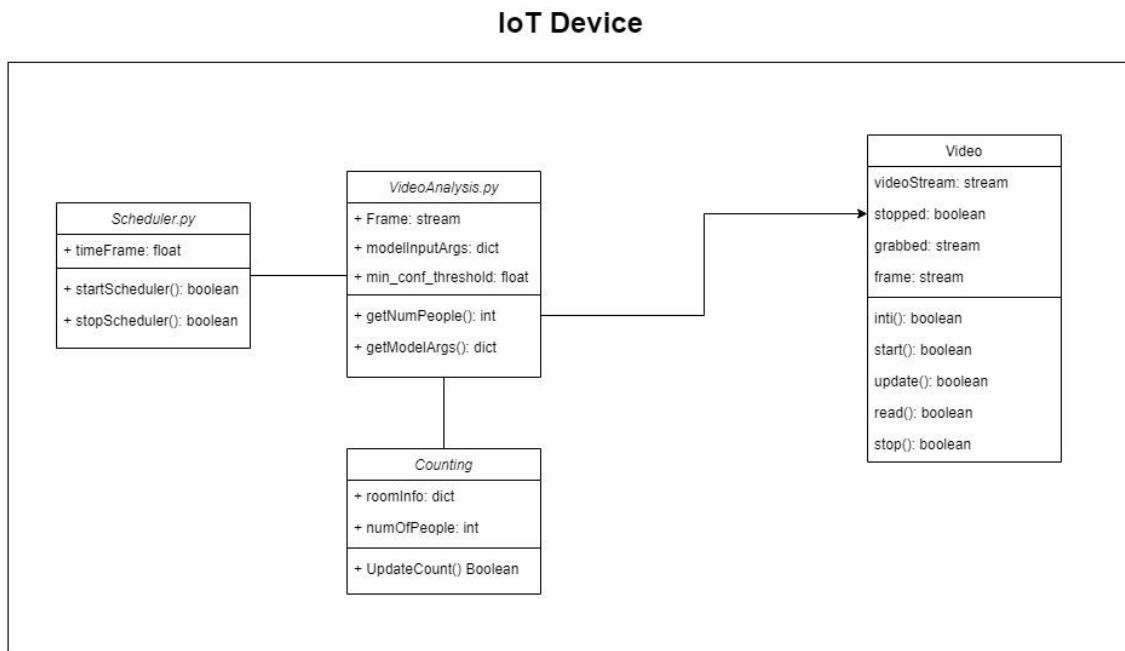 IoT Device
Scheduler.py
+ timeFrame: float
+ startScheduler(): boolean
+ stopScheduler(): boolean
VideoAnalysis.py
+ Frame: stream
+ modelInputArgs: dict
+ min_conf_threshold: float
+ getNumPeople(): int
+ getModelArgs(): dict
Counting
+ roomInfo: dict
+ numOfPeople: int
+ UpdateCount() Boolean
Video
videoStream: stream
stopped: boolean
grabbed: stream
frame: stream
inti(): boolean
start(): boolean
update(): boolean
read(): boolean
stop(): boolean